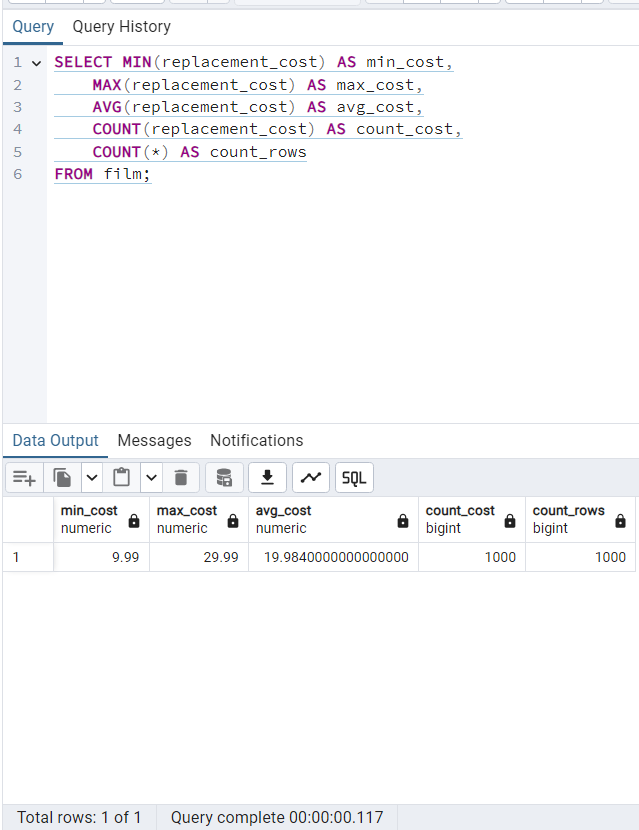 Query Query History
1 SELECT MIN(replacement_cost) AS min_cost,
2 MAX(replacement_cost) AS max_cost,
3 AVG(replacement_cost) AS avg_cost,
4 COUNT(replacement_cost) AS count_cost,
5 COUNT(*) AS count_rows
6 FROM film;
Data Output Messages Notifications
SQL
min_cost max_cost avg_cost count_cost count_rows
numeric numeric numeric bigint bigint
1 9.99 29.99 19.9840000000000000 1000 1000
Total rows: 1 of 1 Query complete 00:00:00.117